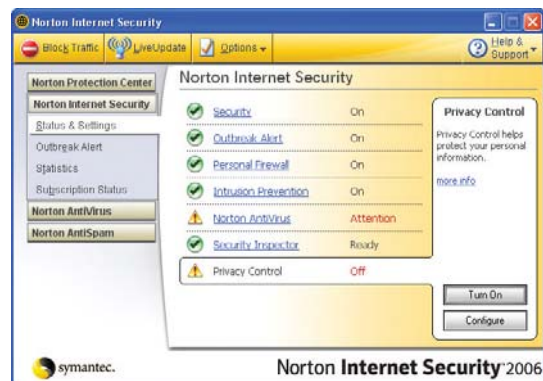 Norton Internet Security
Block Traffic LiveUpdate Options Help & Support
Norton Protection Center
Norton Internet Security
Status & Settings
Outbreak Alert
Statistics
Subscription Status
Norton AntiVirus
Norton AntiSpam
Norton Internet Security
Security On
Outbreak Alert On
Personal Firewall On
Intrusion Prevention On
Norton AntiVirus Attention
Security Inspector Ready
Privacy Control Off
Privacy Control
Privacy Control helps
protect your personal
information.
more info
Turn On
Configure
symantec.
Norton Internet Security 2006